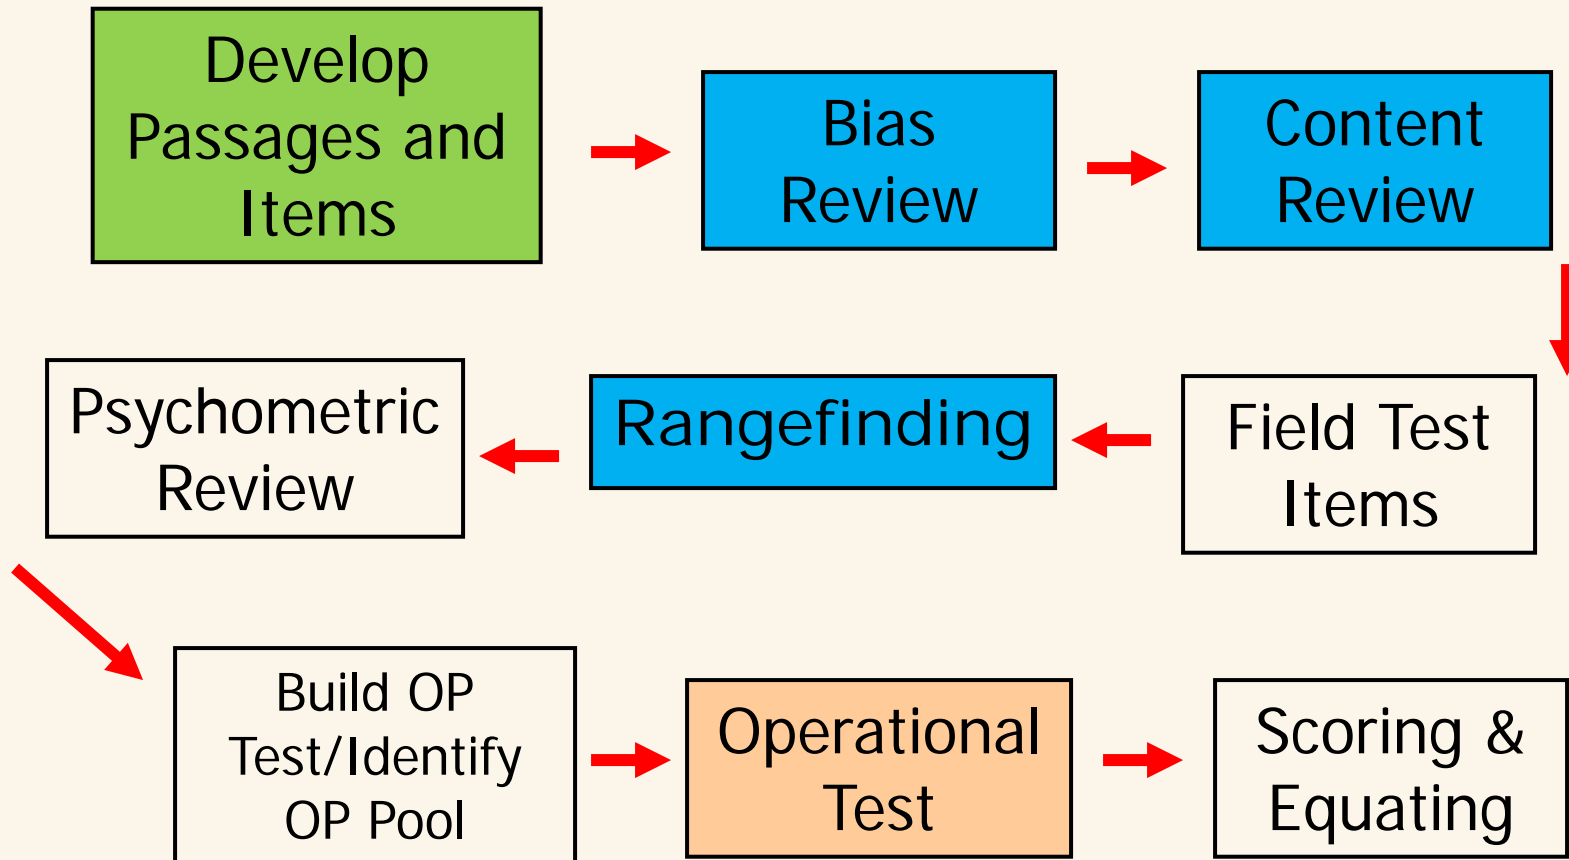 Develop
Passages and
Items
Bias
Review
Content
Review
Psychometric
Review
Rangefinding
Field Test
Items
Build OP
Test/Identify
OP Pool
Operational
Test
Scoring &
Equating